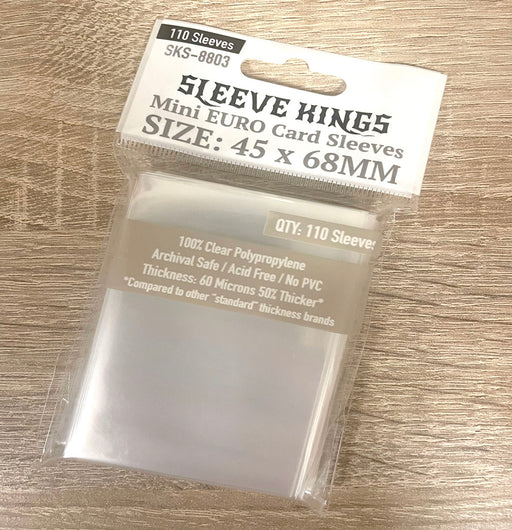 110 Sleeves
SKS-8803
SLEEVE KINGS
Mini EURO Card Sleeves
SIZE: 45 x 68MM
QTY: 110 Sleeves
100% Clear Polypropylene
Archival Safe / Acid Free / No PVC
Thickness: 60 Microns 50% Thicker*
*Compared to other "standard" thickness brands